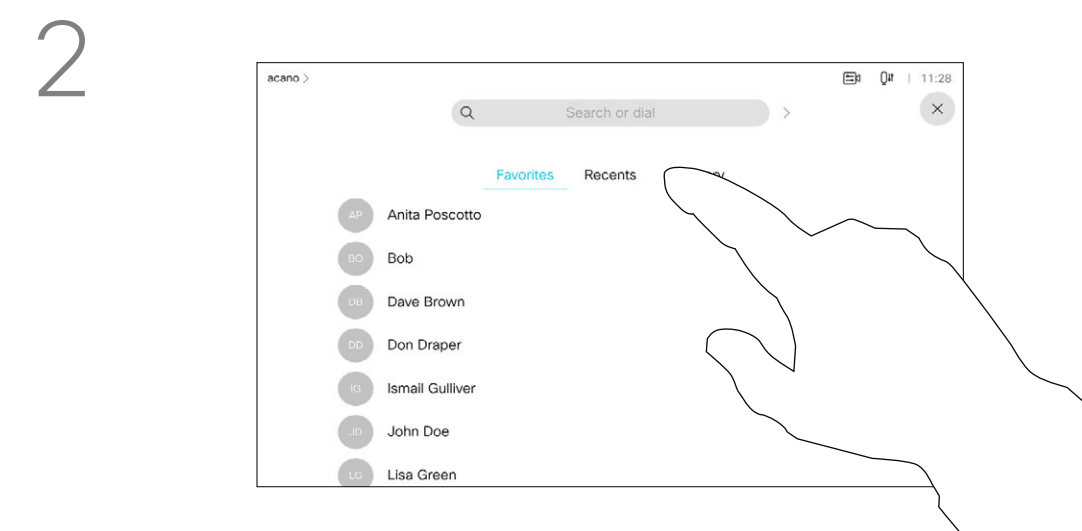 2
acano >
11:28
Search or dial
Favorites Recents
AP Anita Poscotto
BO Bob
DB Dave Brown
DD Don Draper
IG Ismail Gulliver
JD John Doe
LG Lisa Green